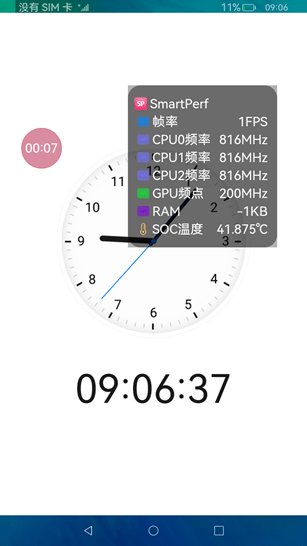 没有 SIM 卡 11% 09:06
SP SmartPerf
帧率 1FPS
CPU0频率 816MHz
CPU1频率 816MHz
CPU2频率 816MHz
GPU频点 200MHz
RAM -1KB
SOC温度 41.875℃
00:07
12
11
1
10
2
9
3
8
4
7
5
6
09:06:37